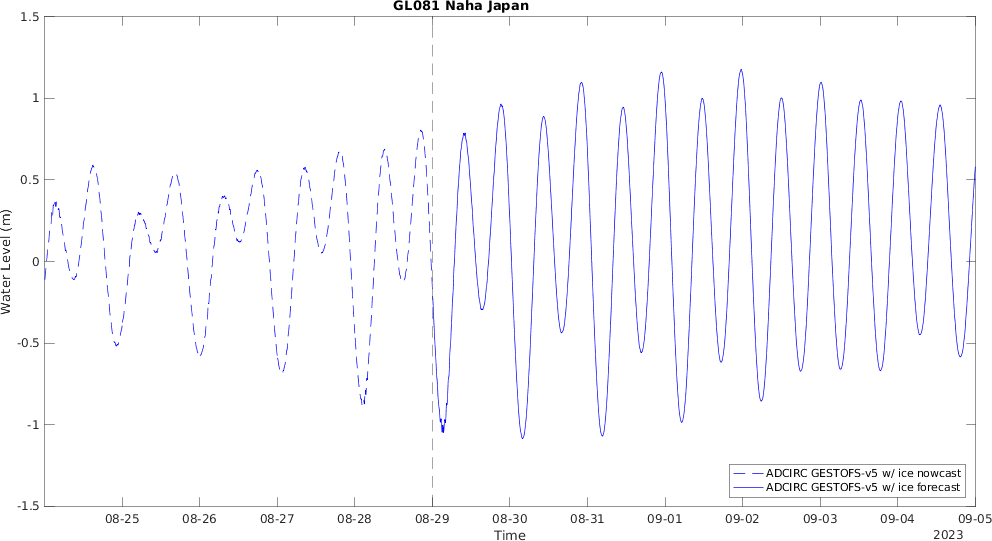 GL081 Naha Japan
1.5
1
0.5
0
-0.5
-1
-1.5
Water Level (m)
ADCIRC GESTOFS-v5 w/ ice nowcast
ADCIRC GESTOFS-v5 w/ ice forecast
08-25 08-26 08-27 08-28 08-29 08-30 08-31 09-01 09-02 09-03 09-04 09-05
Time
2023